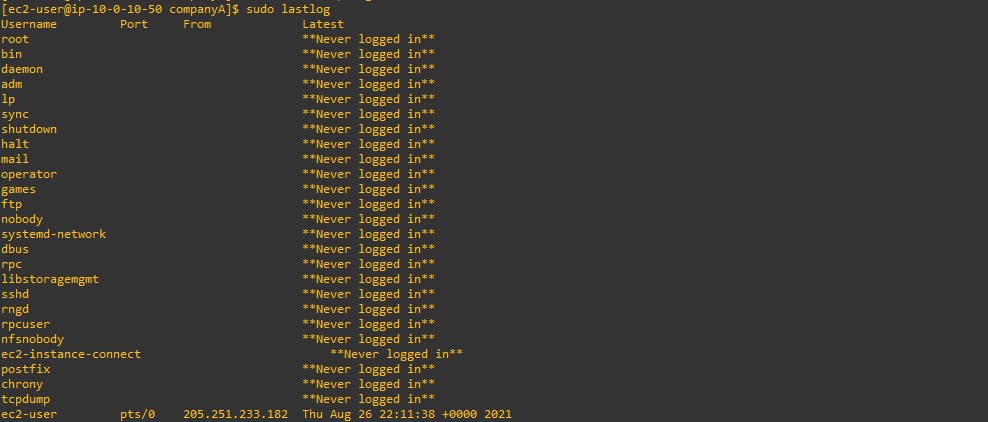 [ec2-user@ip-10-0-10-50 companyA]$ sudo lastlog
Username         Port     From             Latest
root                                       **Never logged in**
bin                                        **Never logged in**
daemon                                     **Never logged in**
adm                                        **Never logged in**
lp                                         **Never logged in**
sync                                       **Never logged in**
shutdown                                   **Never logged in**
halt                                       **Never logged in**
mail                                       **Never logged in**
operator                                   **Never logged in**
games                                      **Never logged in**
ftp                                        **Never logged in**
nobody                                     **Never logged in**
systemd-network                            **Never logged in**
dbus                                       **Never logged in**
rpc                                        **Never logged in**
libstoragemgmt                             **Never logged in**
sshd                                       **Never logged in**
rngd                                       **Never logged in**
rpcuser                                    **Never logged in**
nfsnobody                                  **Never logged in**
ec2-instance-connect                           **Never logged in**
postfix                                    **Never logged in**
chrony                                     **Never logged in**
tcpdump                                    **Never logged in**
ec2-user         pts/0    205.251.233.182  Thu Aug 26 22:11:38 +0000 2021